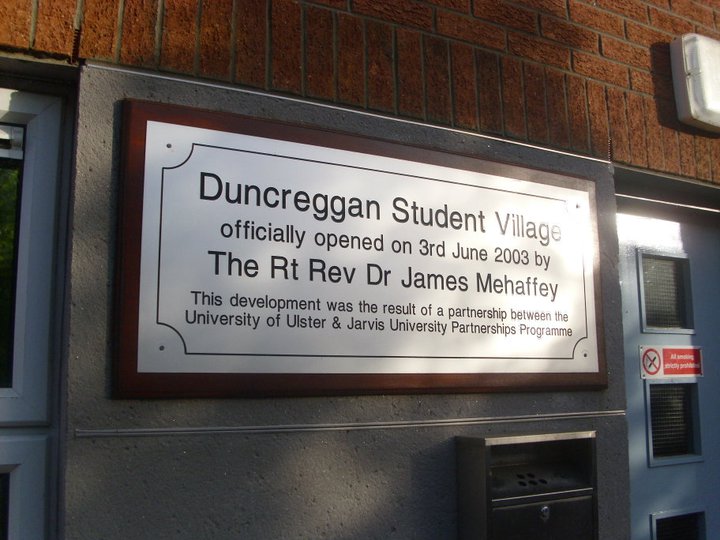 Duncreggan Student Village
officially opened on 3rd June 2003 by
The Rt Rev Dr James Mehaffey
This development was the result of a partnership between the
University of Ulster & Jarvis University Partnerships Programme
All smoking
strictly prohibited